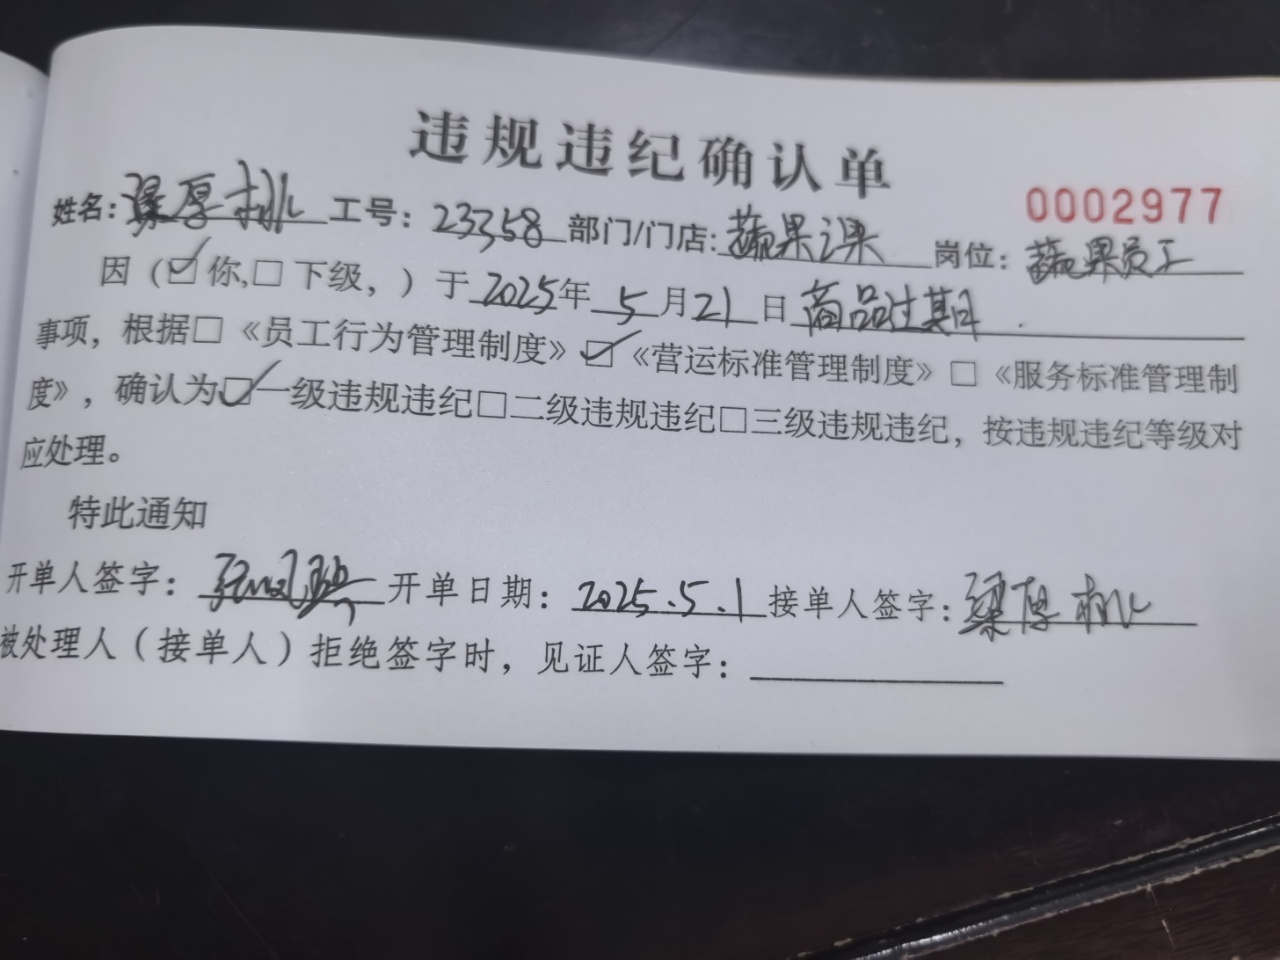 违规违纪确认单
0002977
姓名:梁厚桃 工号:23358 部门/门店:蔬果课 岗位:蔬果员工
因(☑你,□下级,)于2025年5月21日商品过期.
事项,根据□《员工行为管理制度》☑《营运标准管理制度》□《服务标准管理制
度》,确认为☑一级违规违纪□二级违规违纪□三级违规违纪,按违规违纪等级对
应处理。
特此通知
开单人签字: 开单日期:2025.5.1 接单人签字:梁厚桃
被处理人(接单人)拒绝签字时,见证人签字: